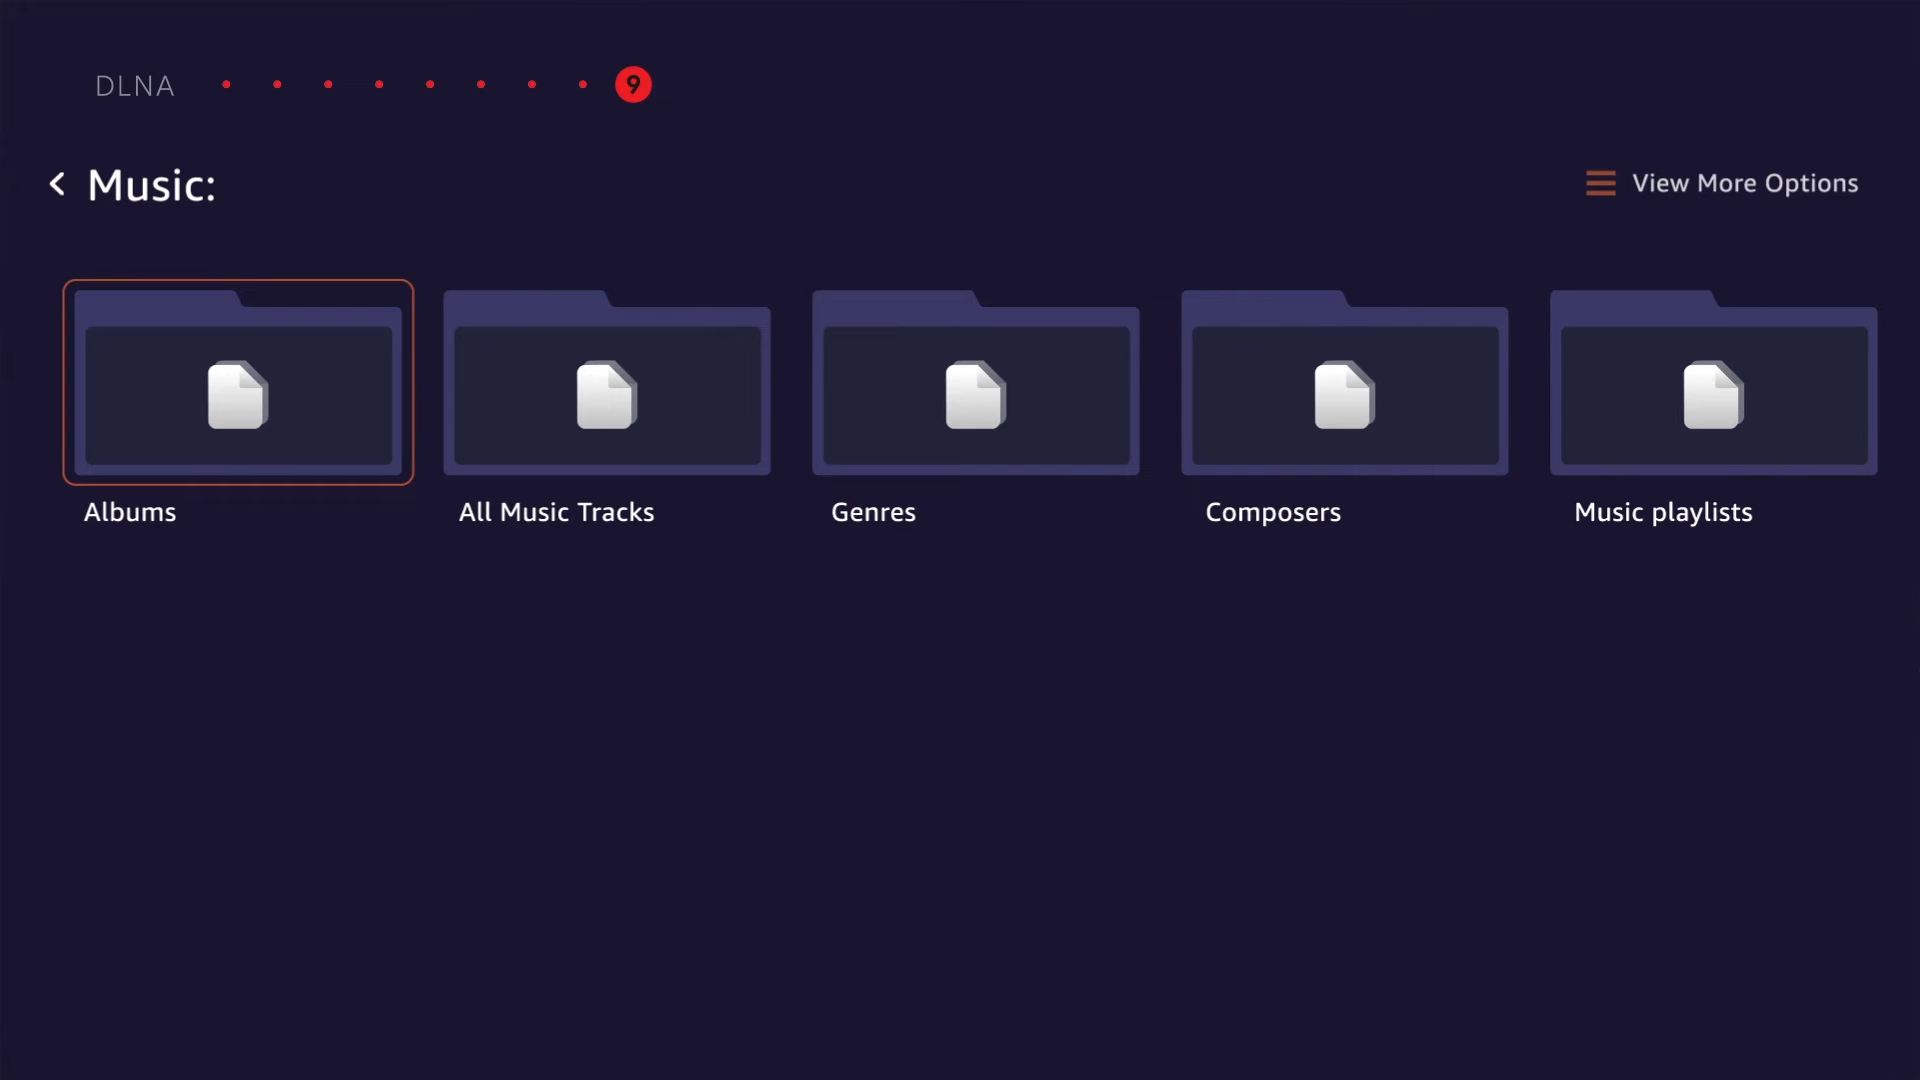 DLNA 9
Music:
View More Options
Albums
All Music Tracks
Genres
Composers
Music playlists